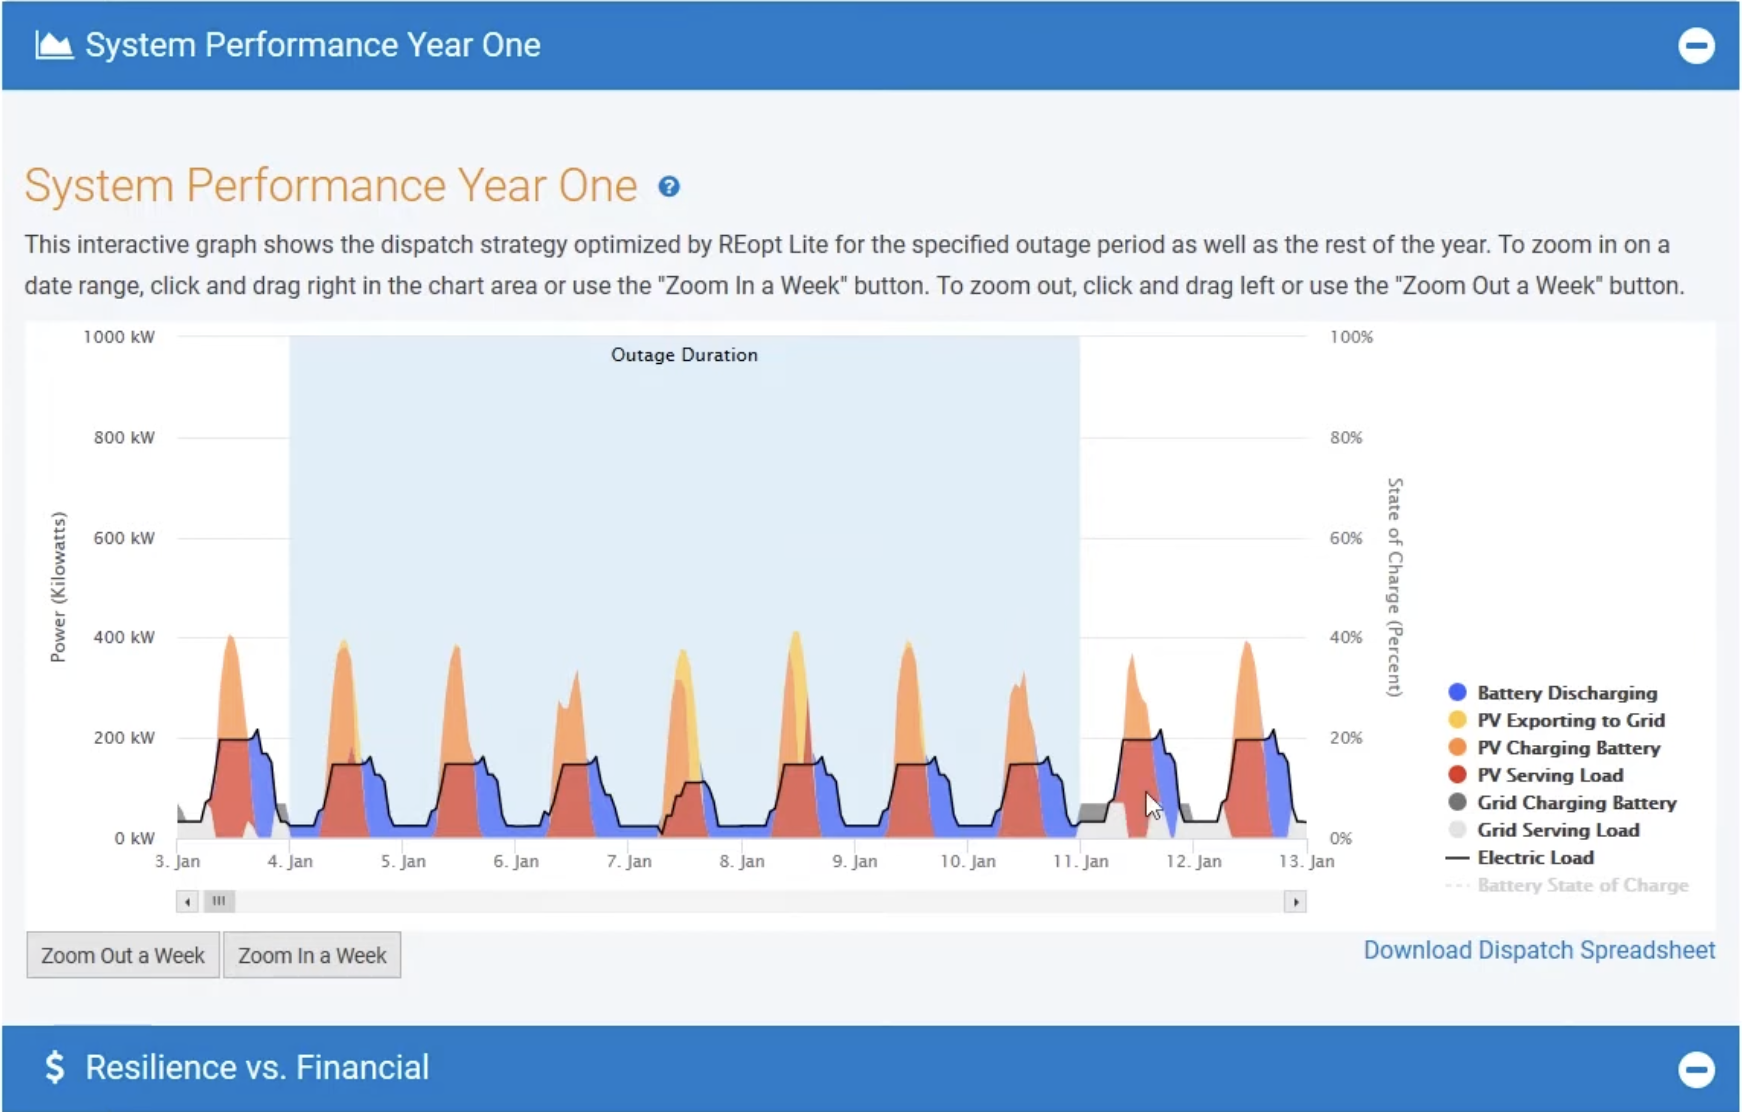 System Performance Year One
System Performance Year One ?
This interactive graph shows the dispatch strategy optimized by REopt Lite for the specified outage period as well as the rest of the year. To zoom in on a
date range, click and drag right in the chart area or use the "Zoom In a Week" button. To zoom out, click and drag left or use the "Zoom Out a Week" button.
Outage Duration
1000 kW
800 kW
600 kW
400 kW
200 kW
0 kW
Power (Kilowatts)
100%
80%
60%
40%
20%
0%
State of Charge (Percent)
3. Jan
4. Jan
5. Jan
6. Jan
7. Jan
8. Jan
9. Jan
10. Jan
11. Jan
12. Jan
13. Jan
Battery Discharging
PV Exporting to Grid
PV Charging Battery
PV Serving Load
Grid Charging Battery
Grid Serving Load
Electric Load
Battery State of Charge
Zoom Out a Week
Zoom In a Week
Download Dispatch Spreadsheet
$ Resilience vs. Financial